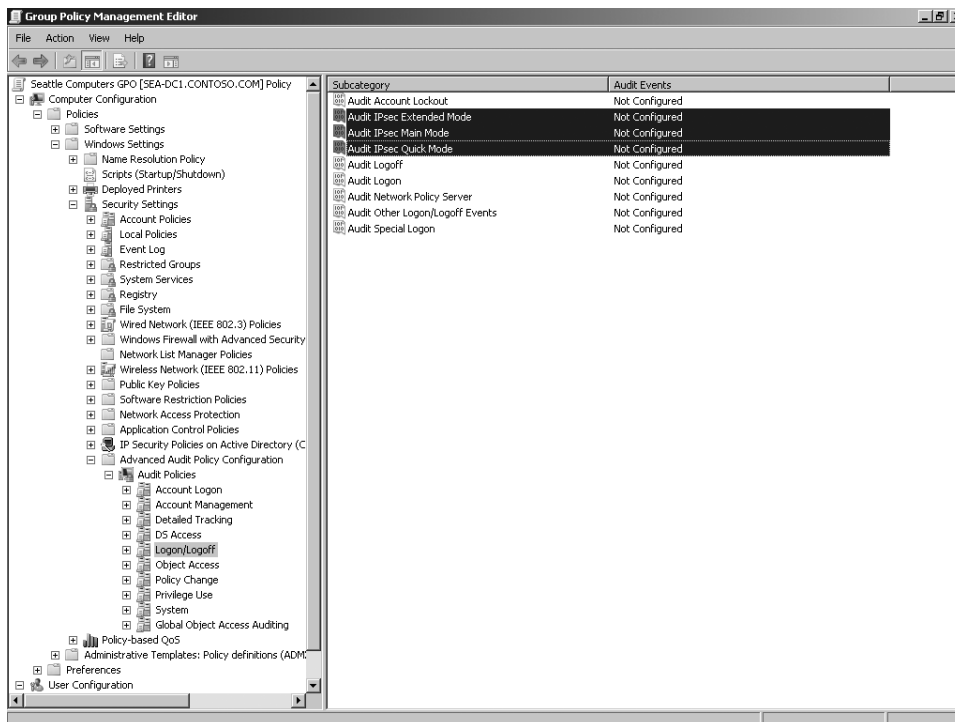 Group Policy Management Editor
File Action View Help
Seattle Computers GPO [SEA-DC1.CONTOSO.COM] Policy
Computer Configuration
Policies
Software Settings
Windows Settings
Name Resolution Policy
Scripts (Startup/Shutdown)
Deployed Printers
Security Settings
Account Policies
Local Policies
Event Log
Restricted Groups
System Services
Registry
File System
Wired Network (IEEE 802.3) Policies
Windows Firewall with Advanced Security
Network List Manager Policies
Wireless Network (IEEE 802.11) Policies
Public Key Policies
Software Restriction Policies
Network Access Protection
Application Control Policies
IP Security Policies on Active Directory (C
Advanced Audit Policy Configuration
Audit Policies
Account Logon
Account Management
Detailed Tracking
DS Access
Logon/Logoff
Object Access
Policy Change
Privilege Use
System
Global Object Access Auditing
Policy-based QoS
Administrative Templates: Policy definitions (ADM
Preferences
User Configuration
Subcategory Audit Events
Audit Account Lockout Not Configured
Audit IPsec Extended Mode Not Configured
Audit IPsec Main Mode Not Configured
Audit IPsec Quick Mode Not Configured
Audit Logoff Not Configured
Audit Logon Not Configured
Audit Network Policy Server Not Configured
Audit Other Logon/Logoff Events Not Configured
Audit Special Logon Not Configured